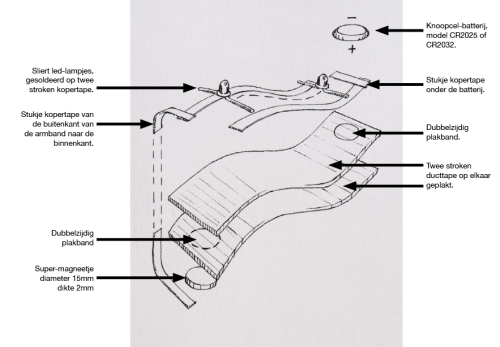 −
+
Knoopcel-batterij,
model CR2025 of
CR2032.
Sliert led-lampjes,
gesoldeerd op twee
stroken kopertape.
Stukje kopertape
onder de batterij.
Stukje kopertape van
de buitenkant van
de armband naar de
binnenkant.
Dubbelzijdig
plakband.
Twee stroken
ducttape op elkaar
geplakt.
Dubbelzijdig
plakband
Super-magneetje
diameter 15mm
dikte 2mm